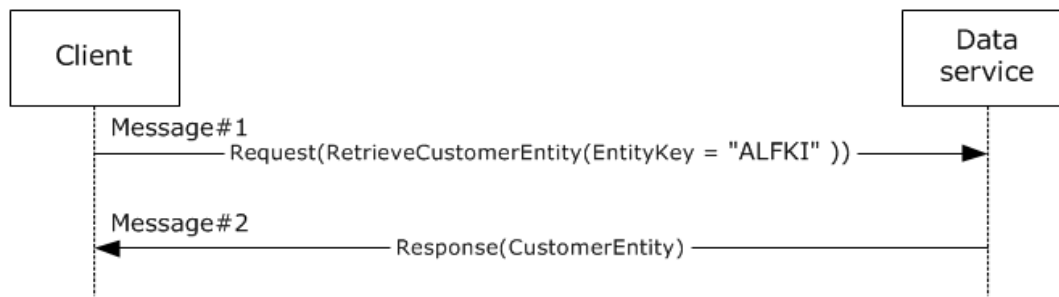 Client
Data
service
Message#1
Request(RetrieveCustomerEntity(EntityKey = "ALFKI" ))
Message#2
Response(CustomerEntity)